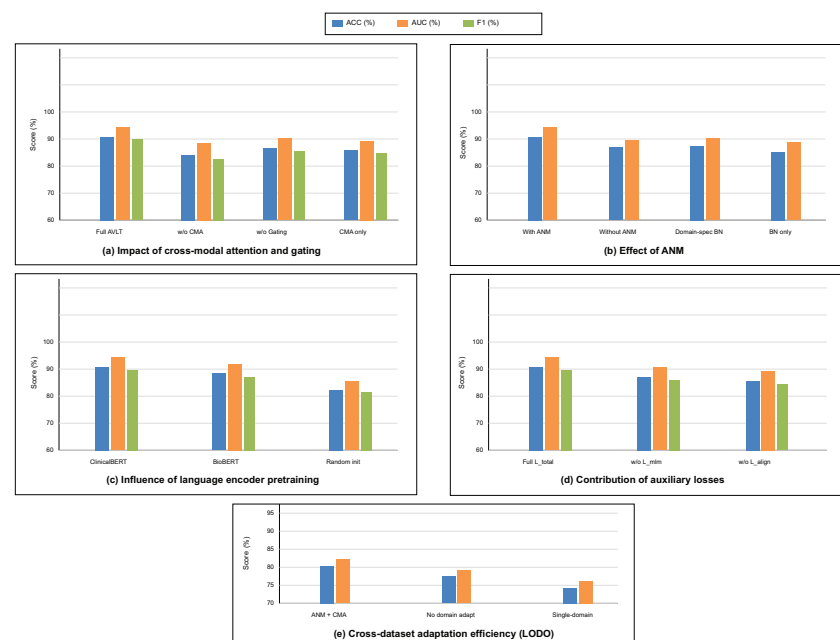 ACC (%) AUC (%) F1 (%)
Score (%)
100
90
80
70
60
Full AVLT w/o CMA w/o Gating CMA only
(a) Impact of cross-modal attention and gating
Score (%)
100
90
80
70
60
With ANM Without ANM Domain-spec BN BN only
(b) Effect of ANM
Score (%)
100
90
80
70
60
ClinicalBERT BioBERT Random init
(c) Influence of language encoder pretraining
Score (%)
100
90
80
70
60
Full L_total w/o L_mlm w/o L_align
(d) Contribution of auxiliary losses
Score (%)
95
90
85
80
75
70
ANM + CMA No domain adapt Single-domain
(e) Cross-dataset adaptation efficiency (LODO)